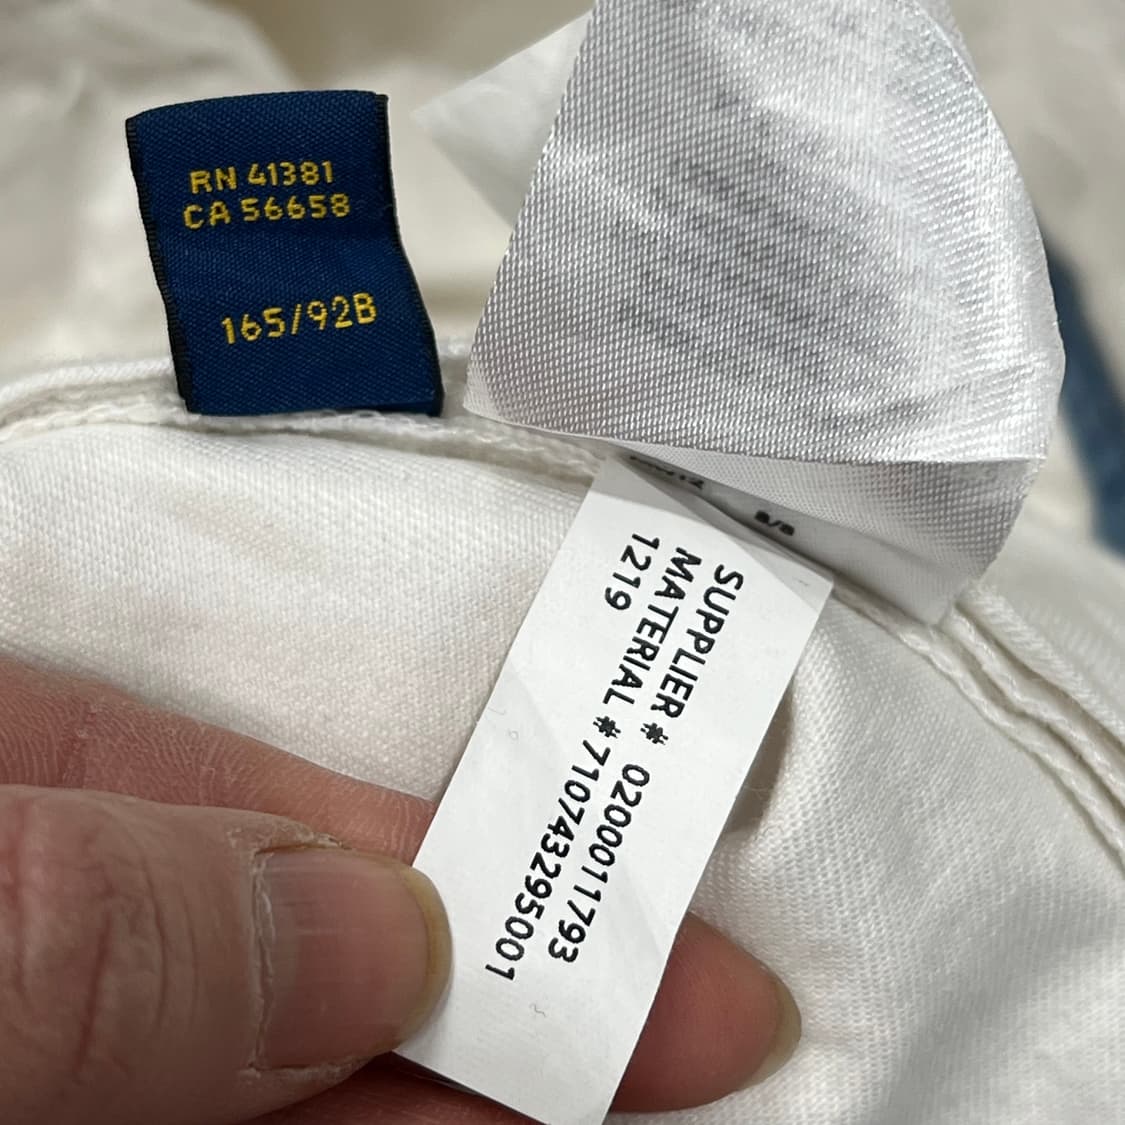 RN 41381
CA 56658
165/92B
SUPPLIER # 0200011793
MATERIAL # 710743295001
1219